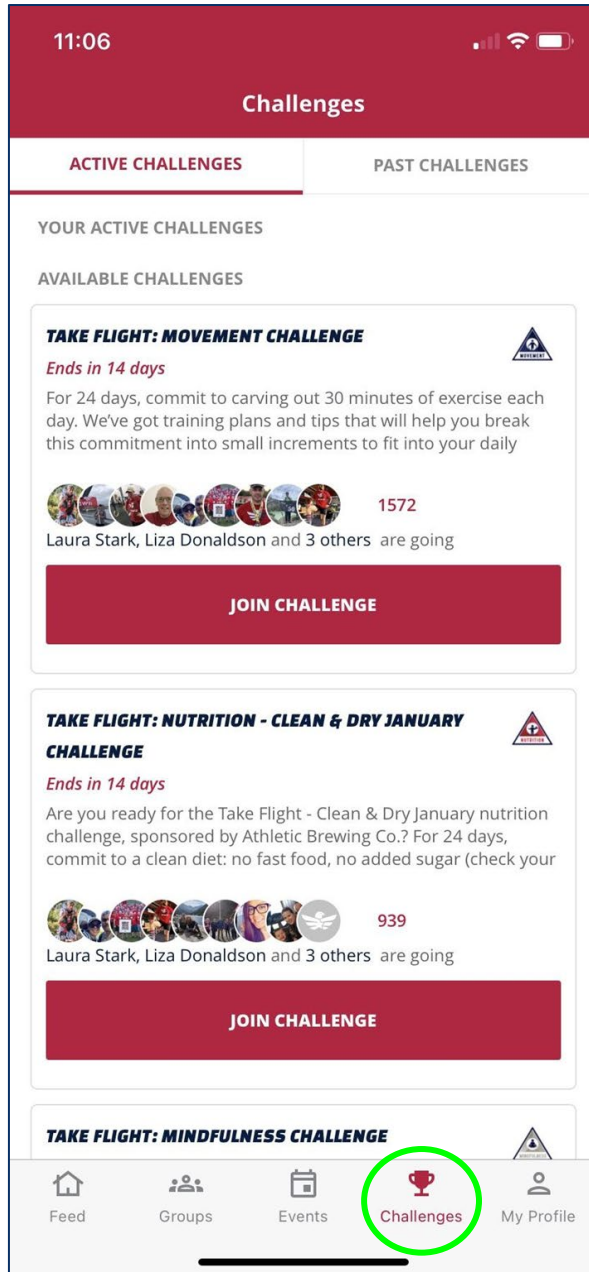 11:06
Challenges
ACTIVE CHALLENGES
PAST CHALLENGES
YOUR ACTIVE CHALLENGES
AVAILABLE CHALLENGES
TAKE FLIGHT: MOVEMENT CHALLENGE
MOVEMENT
Ends in 14 days
For 24 days, commit to carving out 30 minutes of exercise each
day. We've got training plans and tips that will help you break
this commitment into small increments to fit into your daily
1572
Laura Stark, Liza Donaldson and 3 others are going
JOIN CHALLENGE
TAKE FLIGHT: NUTRITION - CLEAN & DRY JANUARY
CHALLENGE
NUTRITION
Ends in 14 days
Are you ready for the Take Flight - Clean & Dry January nutrition
challenge, sponsored by Athletic Brewing Co.? For 24 days,
commit to a clean diet: no fast food, no added sugar (check your
939
Laura Stark, Liza Donaldson and 3 others are going
JOIN CHALLENGE
TAKE FLIGHT: MINDFULNESS CHALLENGE
MINDFULNESS
Feed
Groups
Events
Challenges
My Profile